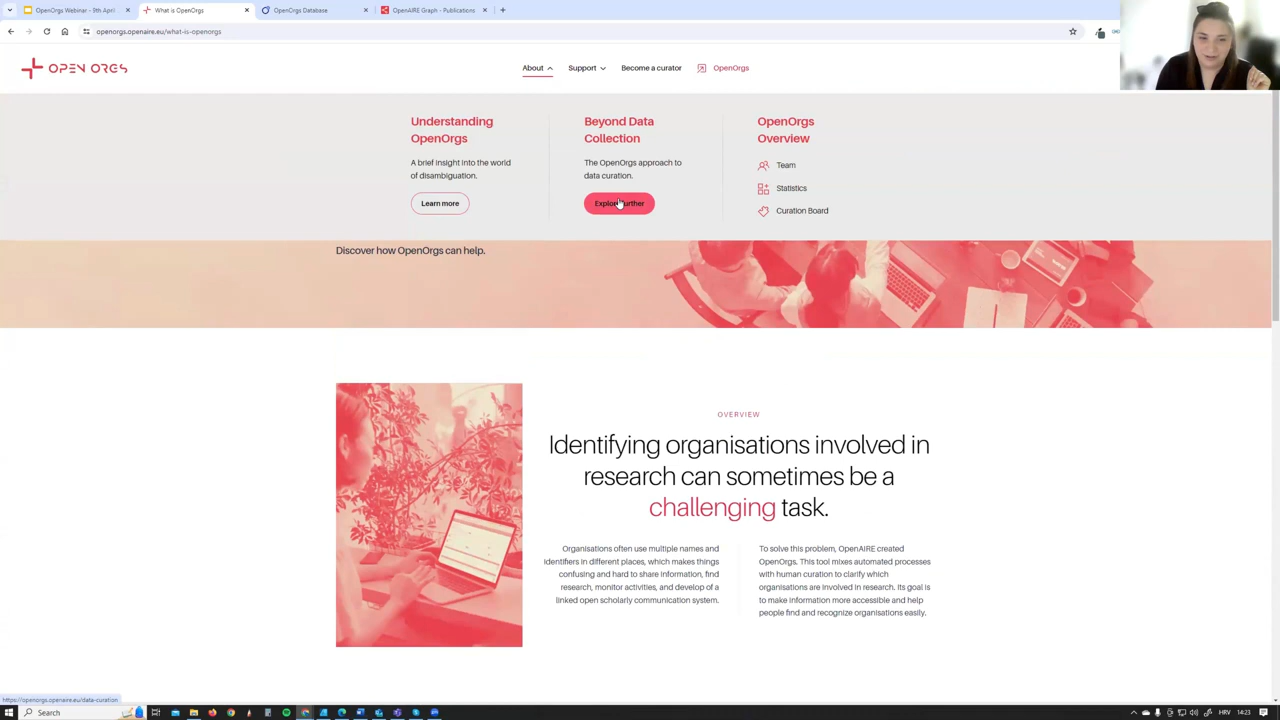 OpenOrgs Webinar - 9th Apri
What is OpenOrgs
OpenOrgs Database
OpenAIRE Graph - Publications
openorgs.openaire.eu/what-is-openorgs
OPEN ORGS
About
Support
Become a curator
OpenOrgs
Understanding
OpenOrgs
A brief insight into the world
of disambiguation.
Learn more
Beyond Data
Collection
The OpenOrgs approach to
data curation.
Explore further
OpenOrgs
Overview
Team
Statistics
Curation Board
Discover how OpenOrgs can help.
OVERVIEW
Identifying organisations involved in
research can sometimes be a
challenging task.
Organisations often use multiple names and
identifiers in different places, which makes things
confusing and hard to share information, find
research, monitor activities, and develop of a
linked open scholarly communication system.
To solve this problem, OpenAIRE created
OpenOrgs. This tool mixes automated processes
with human curation to clarify which
organisations are involved in research. Its goal is
to make information more accessible and help
people find and recognize organisations easily.
https://openorgs.openaire.eu/data-curation
Search
HRV
14:23